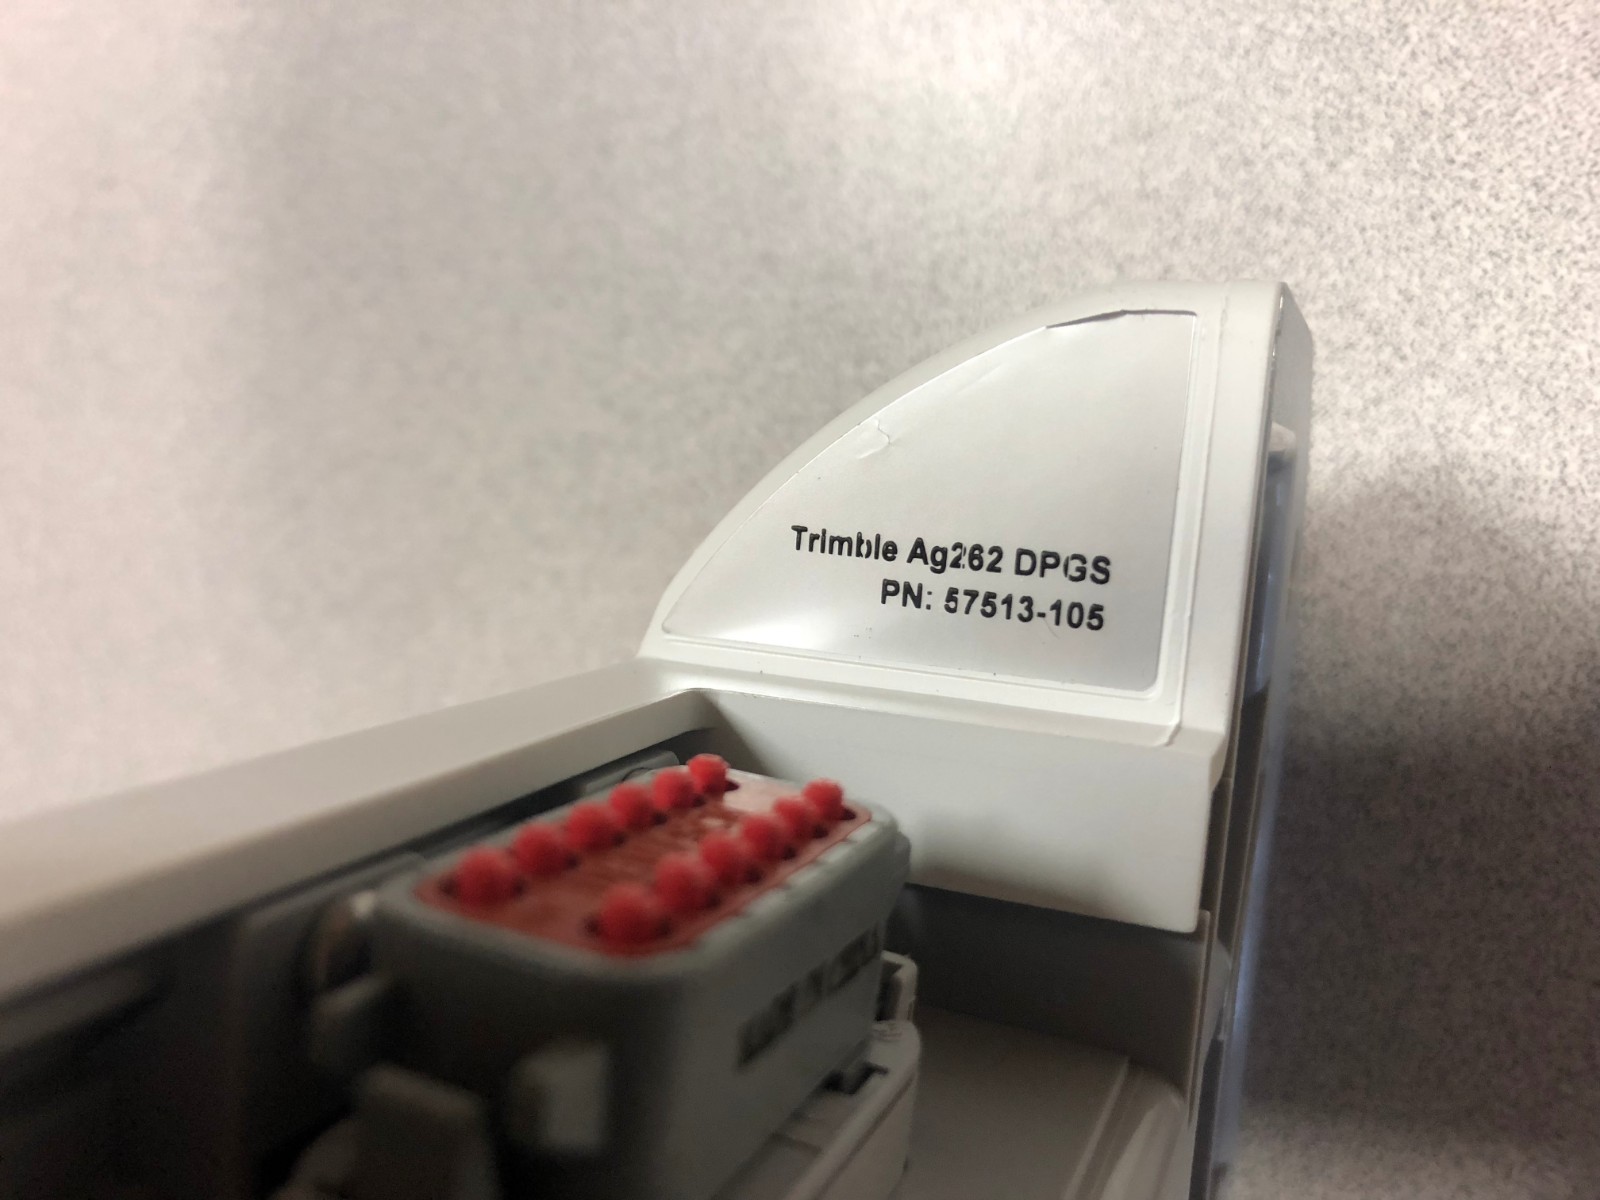 Trimble Ag262 DPGS
PN: 57513-105